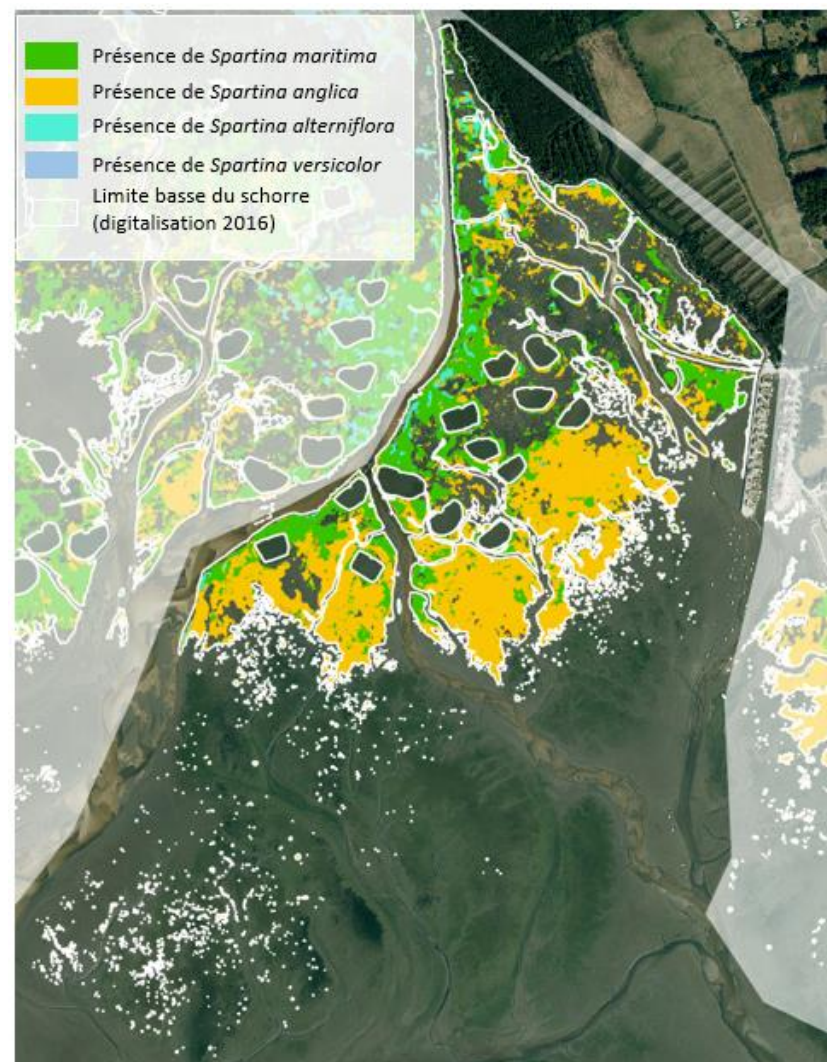 Présence de Spartina maritima
Présence de Spartina anglica
Présence de Spartina alterniflora
Présence de Spartina versicolor
Limite basse du schorre
(digitalisation 2016)